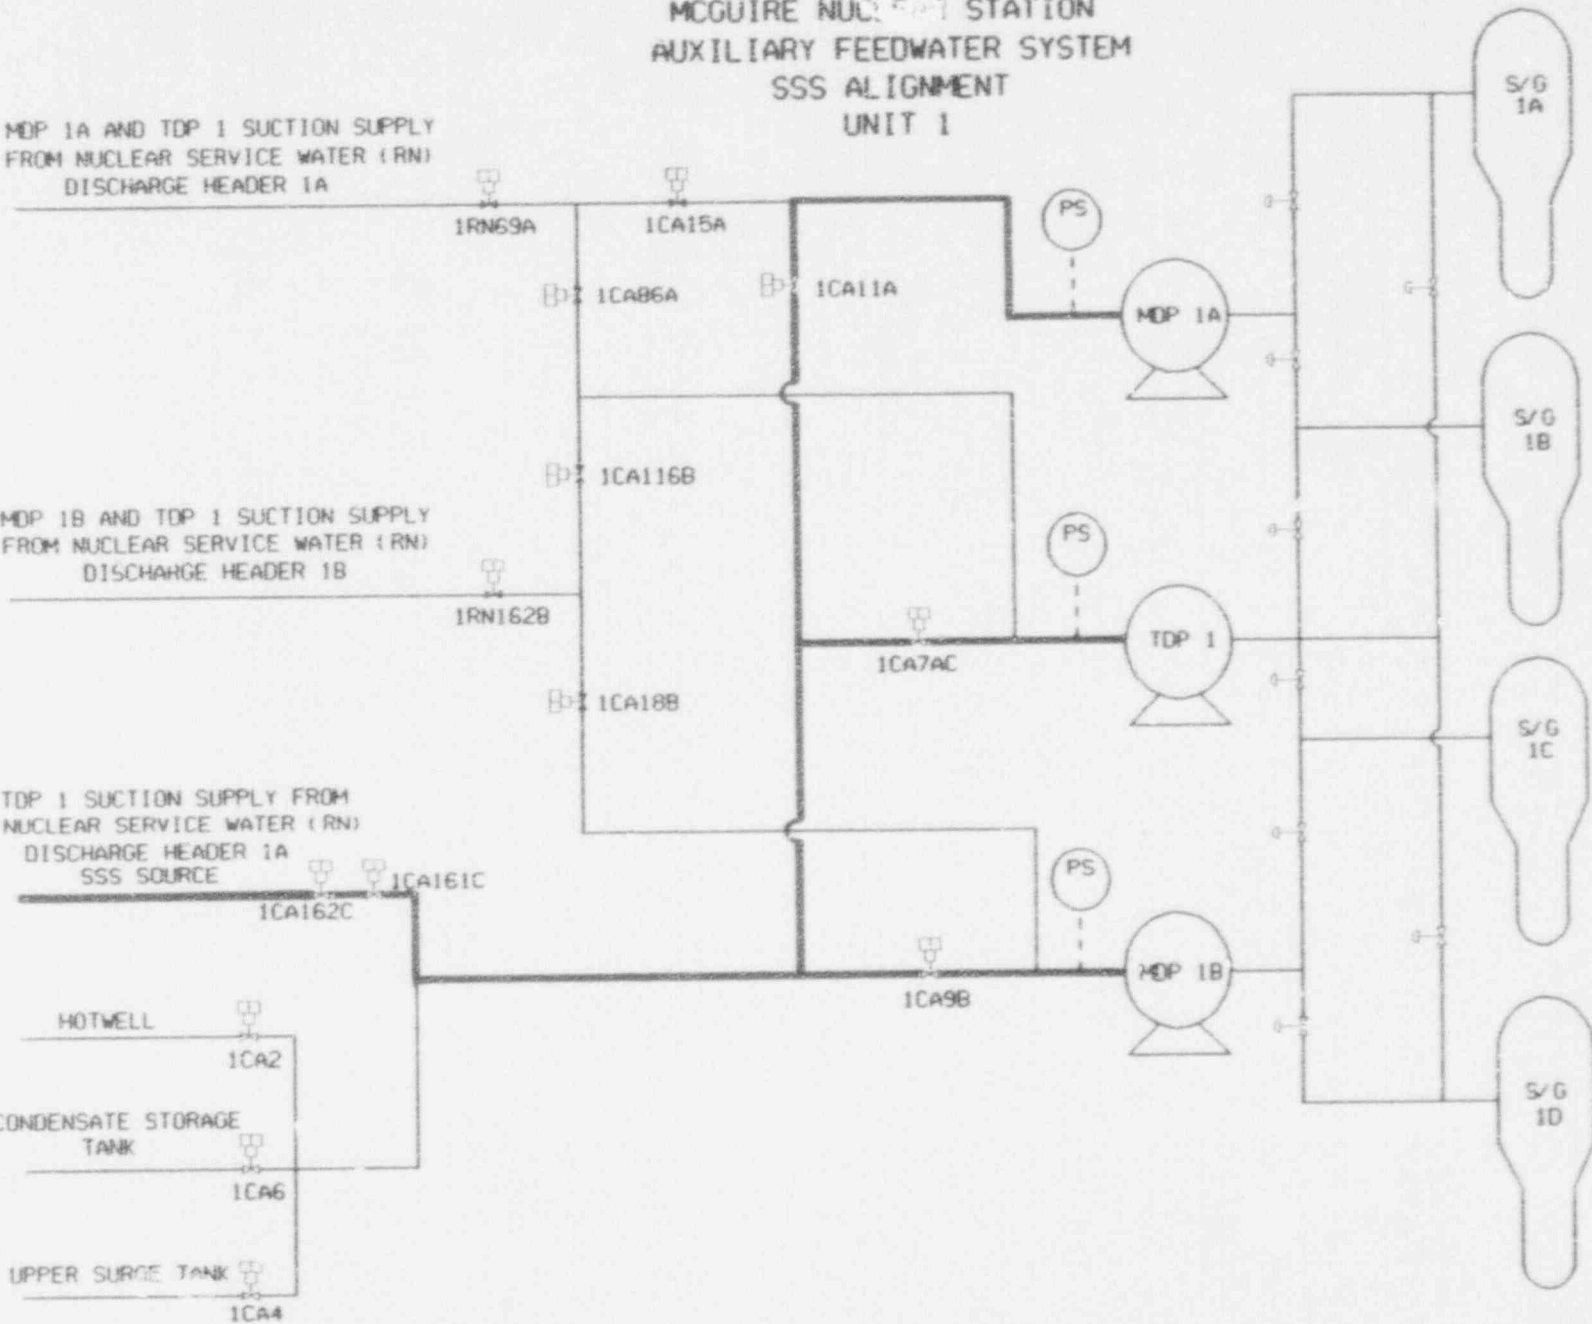 MCGUIRE NUCLEAR STATION
AUXILIARY FEEDWATER SYSTEM
SSS ALIGNMENT
UNIT 1
MDP 1A AND TDP 1 SUCTION SUPPLY
FROM NUCLEAR SERVICE WATER (RN)
DISCHARGE HEADER 1A
1RN69A
1CA15A
1CA86A
1CA11A
PS
MDP 1A
S/G
1A
1CA116B
S/G
1B
MDP 1B AND TDP 1 SUCTION SUPPLY
FROM NUCLEAR SERVICE WATER (RN)
DISCHARGE HEADER 1B
1RN162B
PS
TDP 1
1CA7AC
1CA18B
S/G
1C
TDP 1 SUCTION SUPPLY FROM
NUCLEAR SERVICE WATER (RN)
DISCHARGE HEADER 1A
SSS SOURCE
1CA162C
1CA161C
PS
MDP 1B
1CA9B
HOTWELL
1CA2
CONDENSATE STORAGE
TANK
1CA6
S/G
1D
UPPER SURGE TANK
1CA4